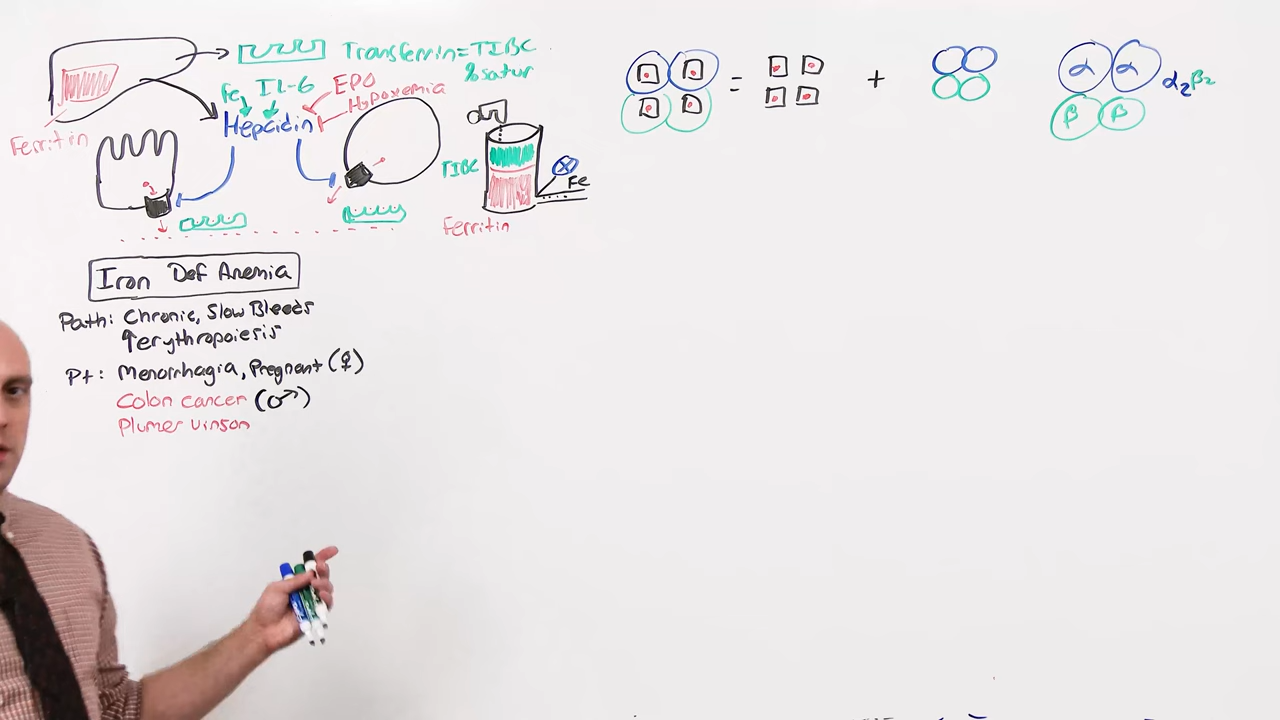 Transferrin = TIBC
% satur
Fe IL-6 EPO
Hypoxemia
Hepcidin
Ferritin
TIBC
Fe
Ferritin
α α α2β2
β β
Iron Def Anemia
Path: Chronic, Slow Bleeds
↑erythropoiesis
Pt: Menorrhagia, Pregnant (♀)
Colon cancer (♂)
Plumer vinson